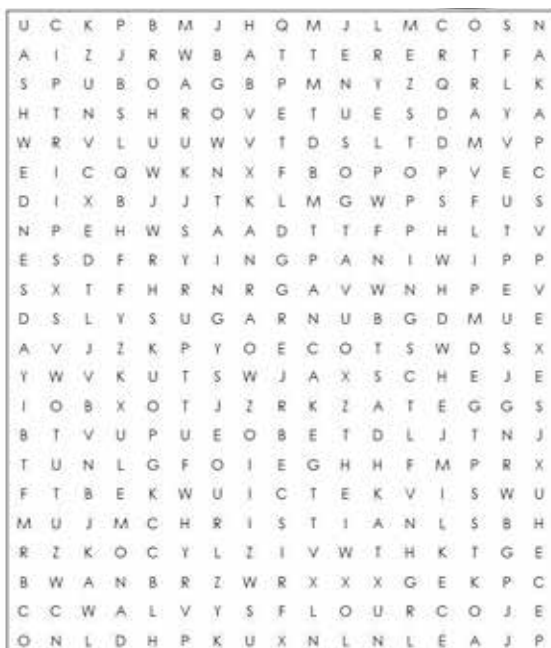 U C K P B M J H Q M J L M C O S N
A I Z J R W B A T T E R E R T F A
S P U B O A G B P M N Y Z Q R L K
H T N S H R O V E T U E S D A Y A
W R V L U U W V T D S L T D M V P
E I C Q W K N X F B O P O P V E C
D I X B J J T K L M G W P S F U S
N P E H W S A A D T T F P H L T V
E S D F R Y I N G P A N I W I P P
S X T F H R N R G A V W N H P E V
D S L Y S U G A R N U B G D M U E
A V J Z K P Y O E C O T S W D S X
Y W V K U T S W J A X S C H E J E
I O B X O T J Z R K Z A T E G G S
B T V U P U E O B E T D L J T N J
T U N L G F O I E G H H F M P R X
F T B E K W U I C T E K V I S W U
M U J M C H R I S T I A N L S B H
R Z K O C Y L Z I V W T H K T G E
B W A N B R Z W R X X X G E K P C
C C W A L V Y S F L O U R C O J E
O N L D H P K U X N L N L E A J P